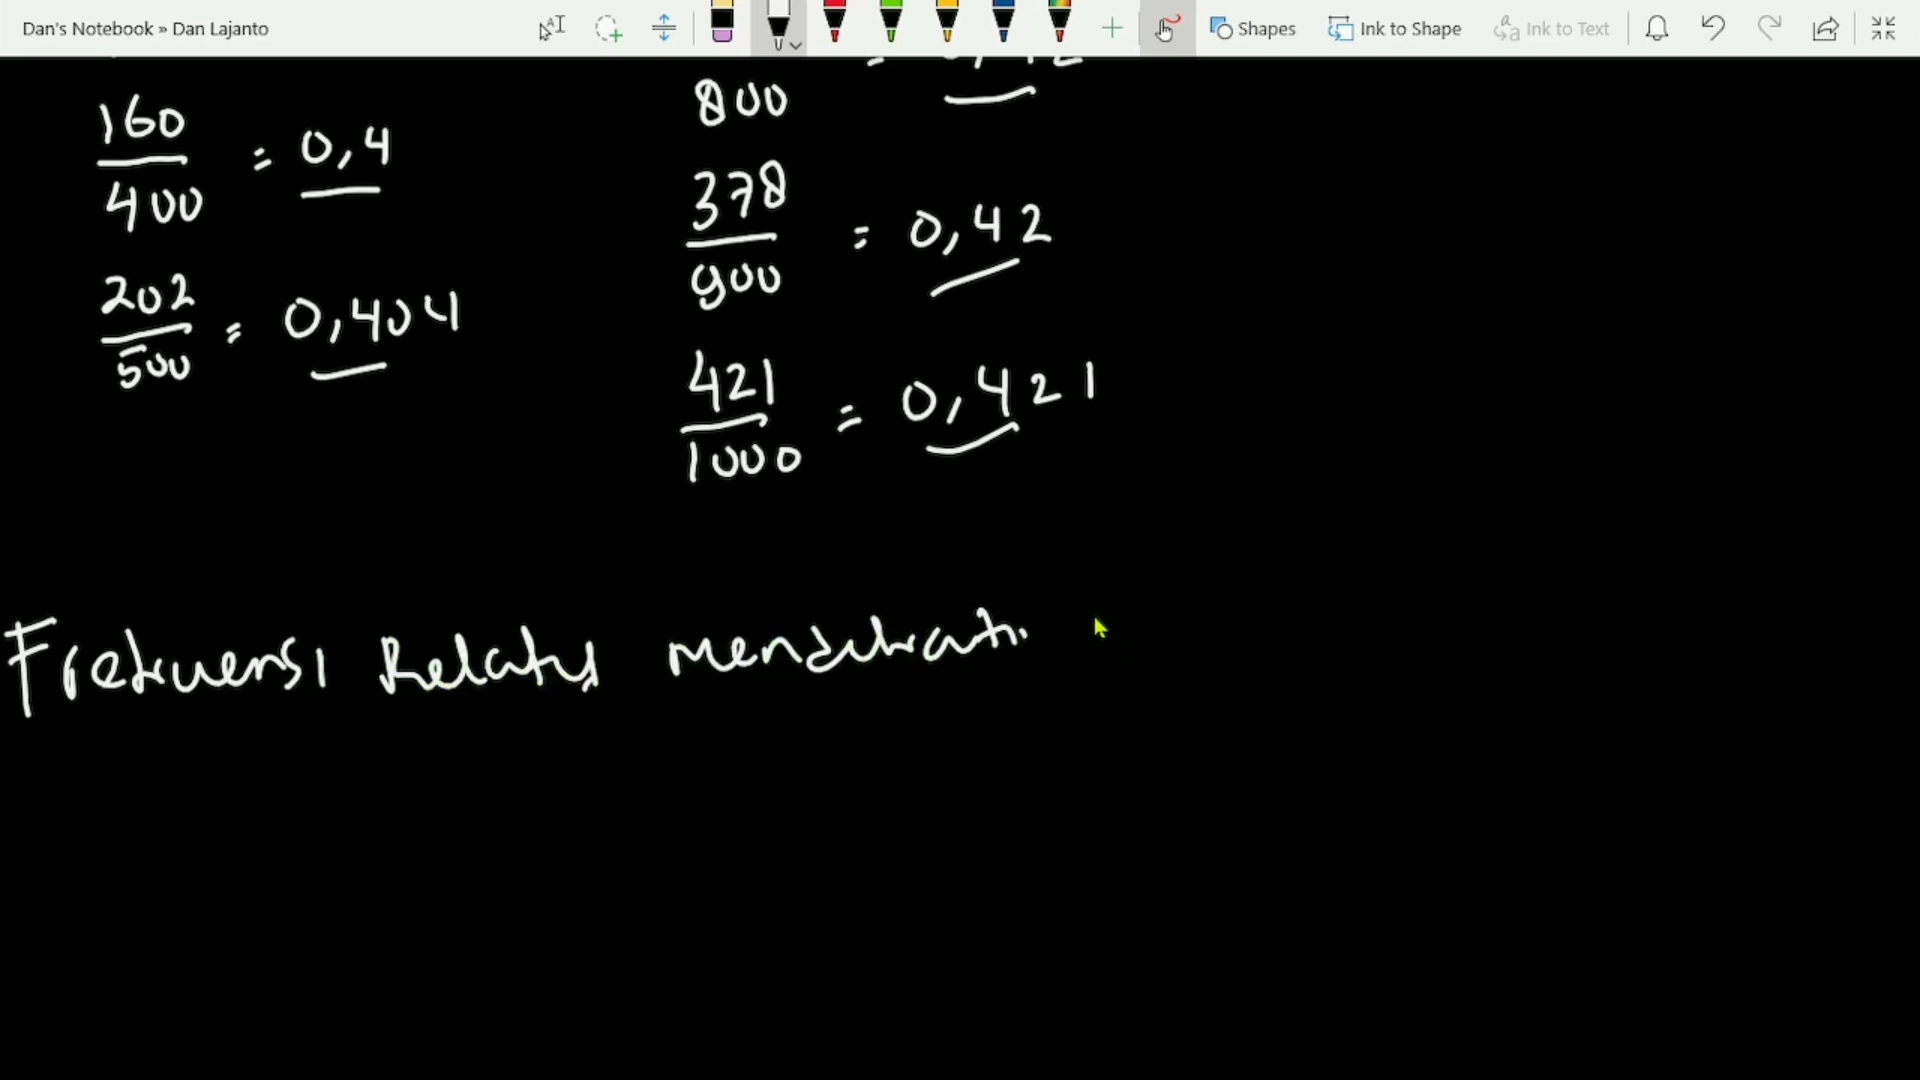 Dan's Notebook » Dan Lajanto
Shapes
Ink to Shape
Ink to Text
160
400
= 0,4
202
500
= 0,404
800
378
900
= 0,42
421
1000
= 0,421
Frekuensi Relatif mendekati